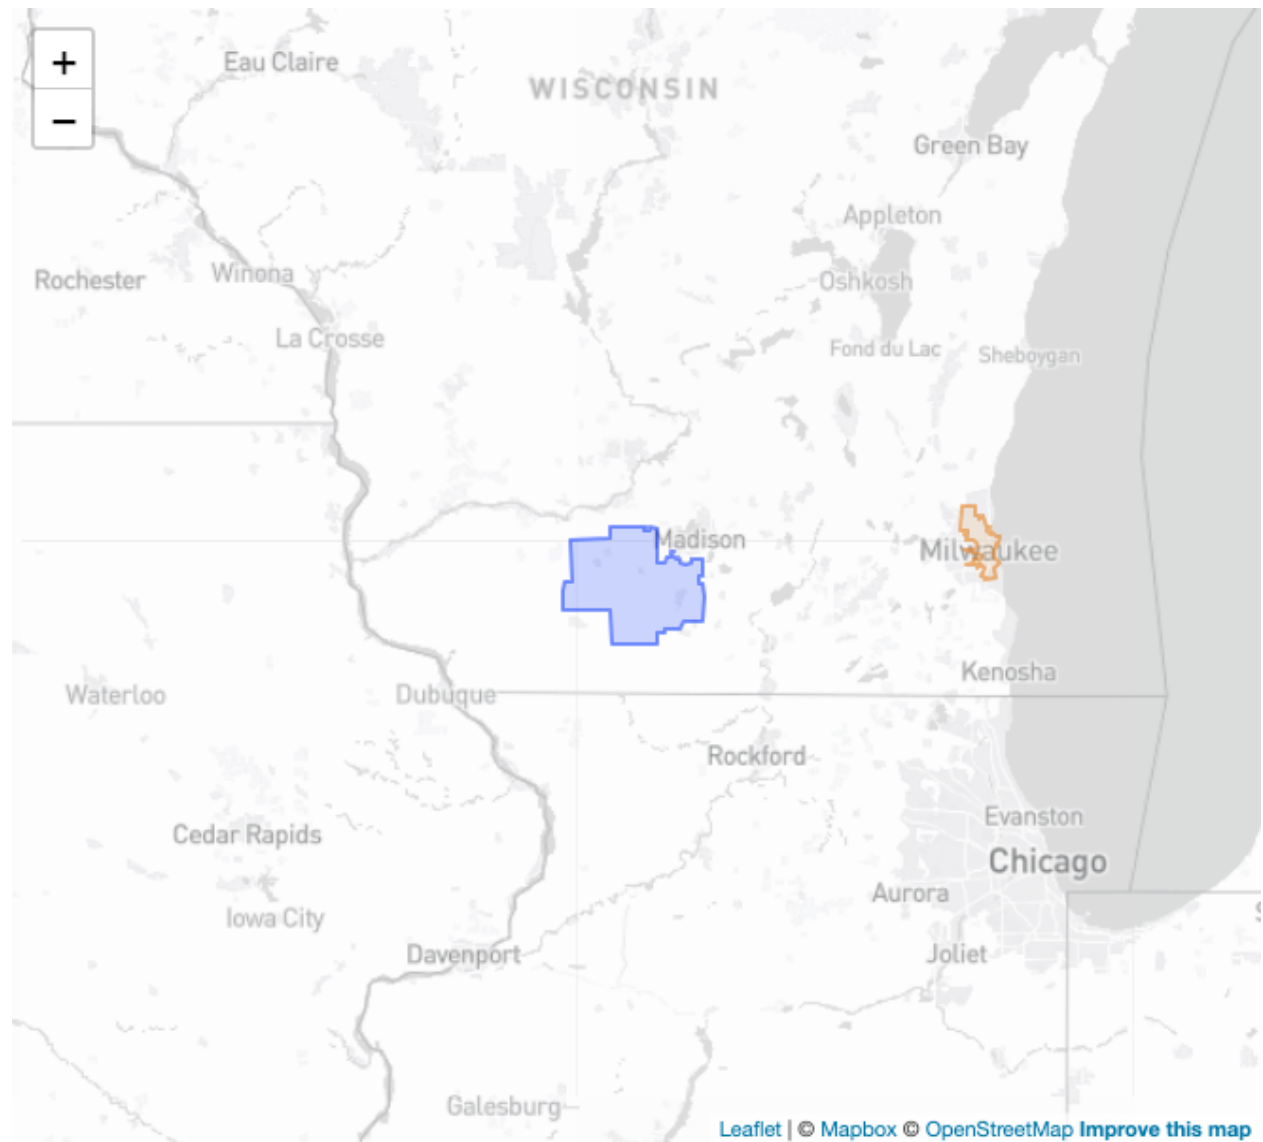 +
Eau Claire
WISCONSIN
−
Green Bay
Appleton
Rochester
Winona
Oshkosh
La Crosse
Fond du Lac
Sheboygan
Madison
Milwaukee
Kenosha
Waterloo
Dubuque
Rockford
Evanston
Cedar Rapids
Chicago
Aurora
Iowa City
S
Davenport
Joliet
Galesburg
Leaflet | © Mapbox © OpenStreetMap Improve this map